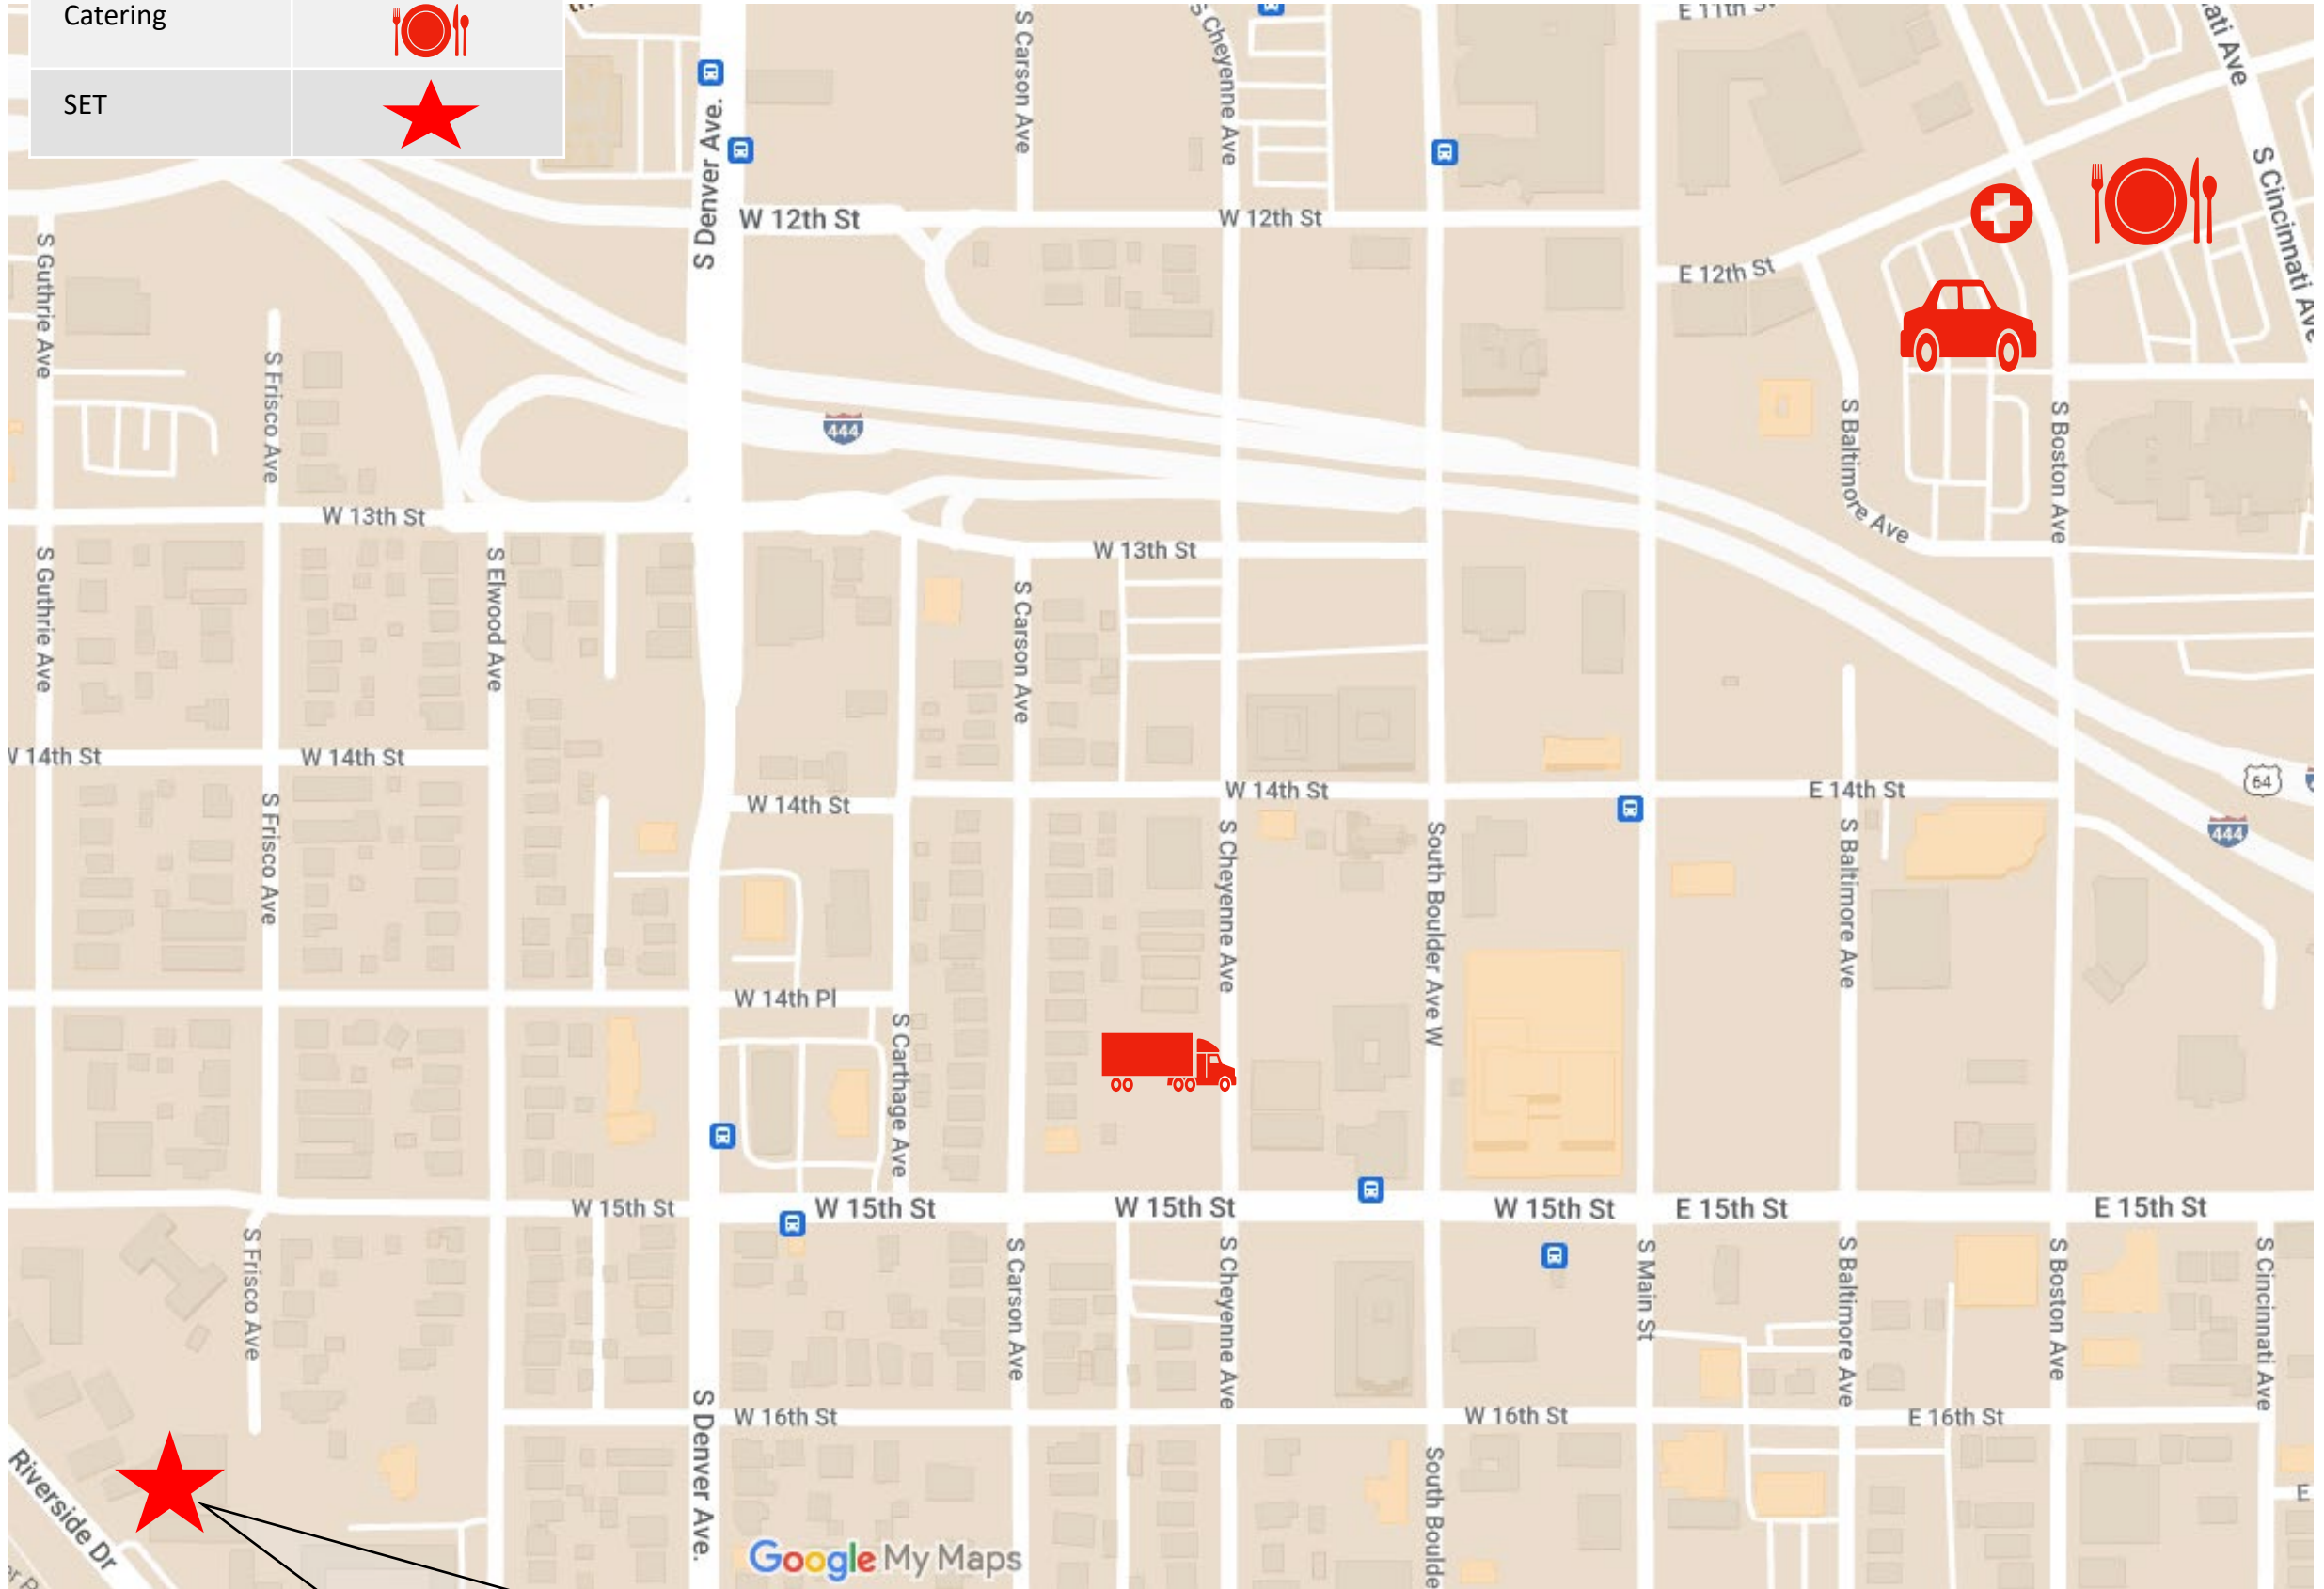 Catering
SET
S Carson Ave
S Cheyenne Ave
E 11th
S Cincinnati Ave
S Denver Ave.
W 12th St
W 12th St
E 12th St
S Guthrie Ave
S Frisco Ave
444
S Baltimore Ave
S Boston Ave
W 13th St
W 13th St
S Guthrie Ave
S Elwood Ave
S Carson Ave
W 14th St
W 14th St
W 14th St
W 14th St
E 14th St
64
444
S Frisco Ave
S Cheyenne Ave
South Boulder Ave W
S Baltimore Ave
W 14th Pl
S Carthage Ave
W 15th St
W 15th St
W 15th St
W 15th St
E 15th St
E 15th St
S Frisco Ave
S Carson Ave
S Cheyenne Ave
S Main St
S Baltimore Ave
S Boston Ave
S Cincinnati Ave
S Denver Ave.
W 16th St
W 16th St
E 16th St
South Boulde
Riverside Dr
E
Google My Maps